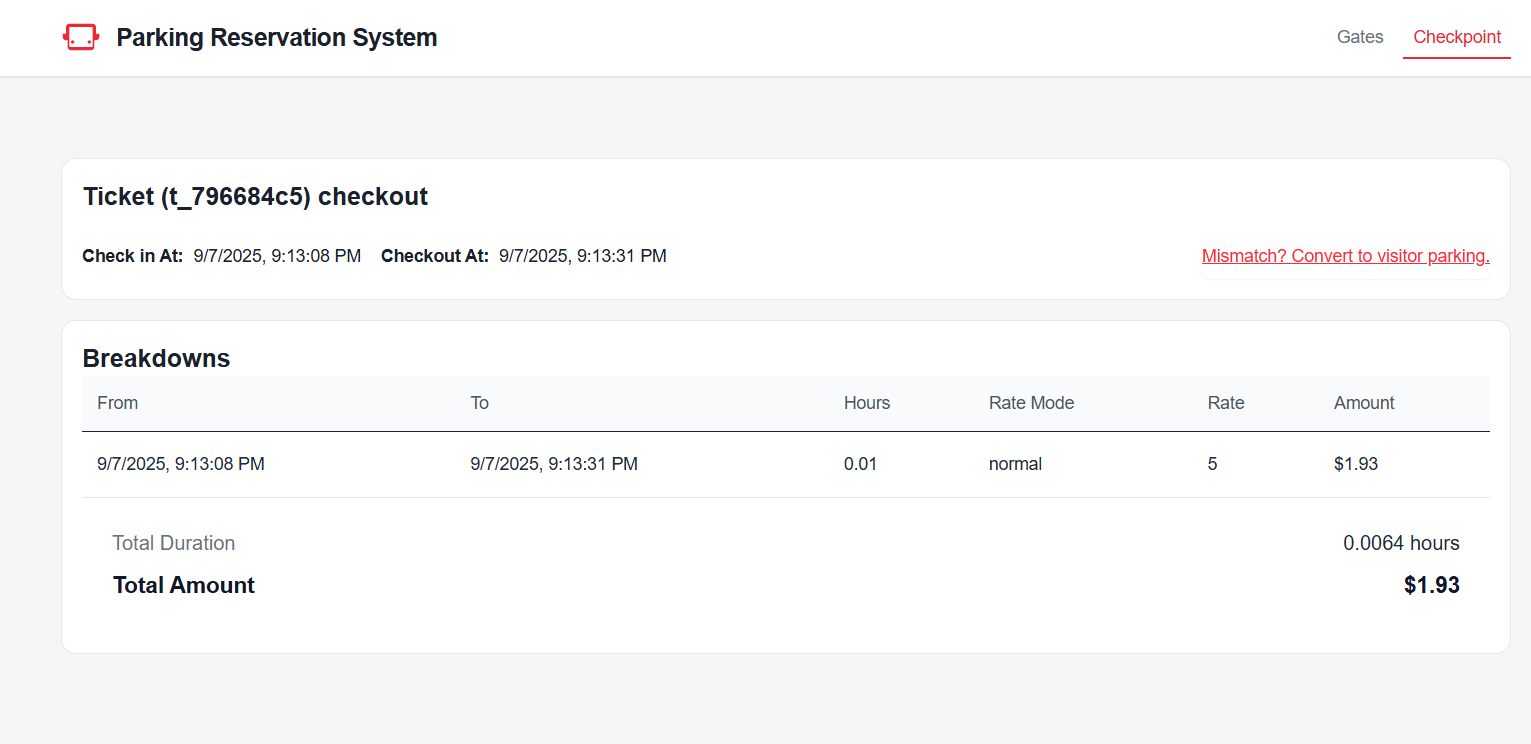 Parking Reservation System Gates Checkpoint
Ticket (t_796684c5) checkout
Check in At: 9/7/2025, 9:13:08 PM Checkout At: 9/7/2025, 9:13:31 PM Mismatch? Convert to visitor parking.
Breakdowns
From To Hours Rate Mode Rate Amount
9/7/2025, 9:13:08 PM 9/7/2025, 9:13:31 PM 0.01 normal 5 $1.93
Total Duration 0.0064 hours
Total Amount $1.93